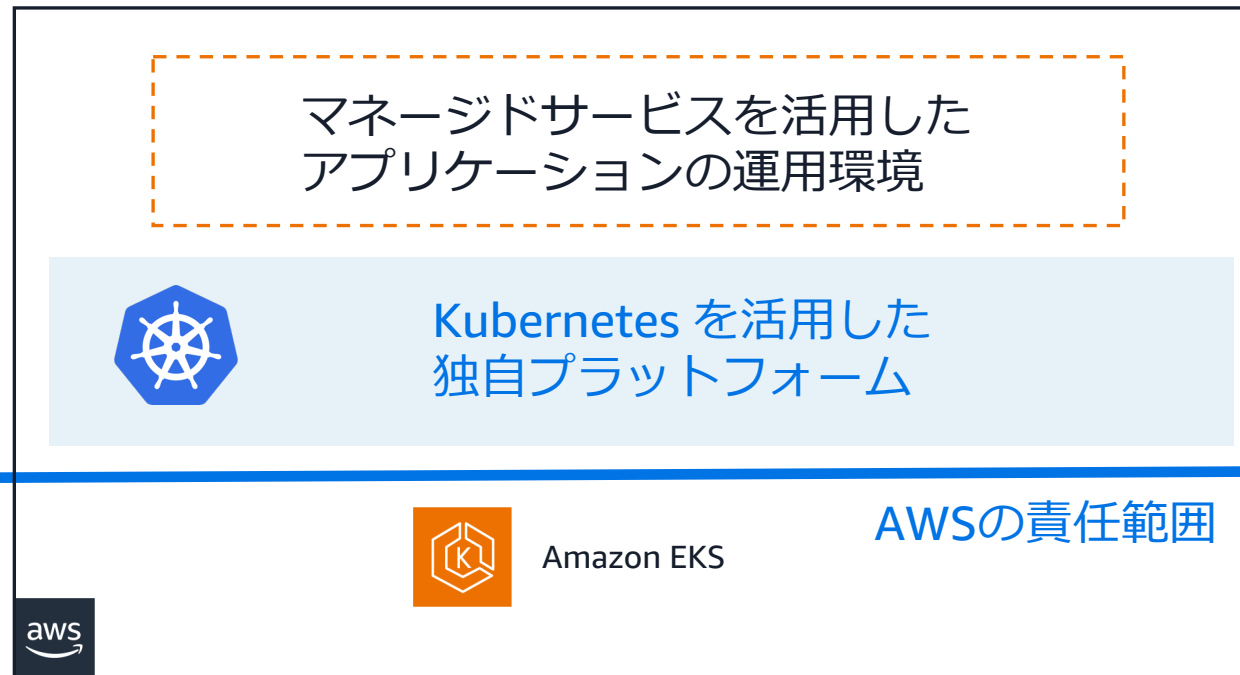 マネージドサービスを活用した
アプリケーションの運用環境
Kubernetes を活用した
独自プラットフォーム
AWSの責任範囲
K
Amazon EKS
aws